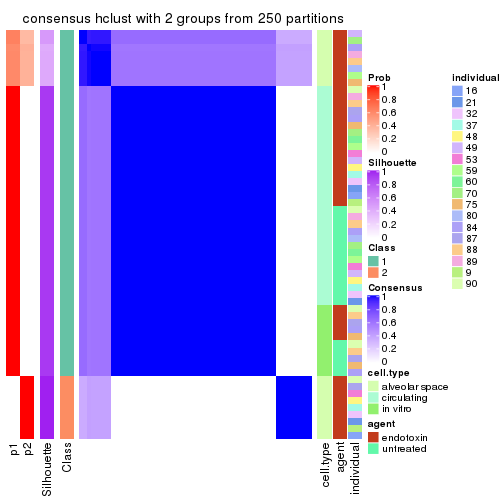 consensus hclust with 2 groups from 250 partitions
p1
p2
Silhouette
Class
cell.type
agent
individual
Prob
1
0.8
0.6
0.4
0.2
0
Silhouette
1
0.8
0.6
0.4
0.2
0
Class
1
2
Consensus
1
0.8
0.6
0.4
0.2
0
cell.type
alveolar space
circulating
in vitro
agent
endotoxin
untreated
individual
16
21
32
37
48
49
53
59
60
70
75
80
84
87
88
89
9
90